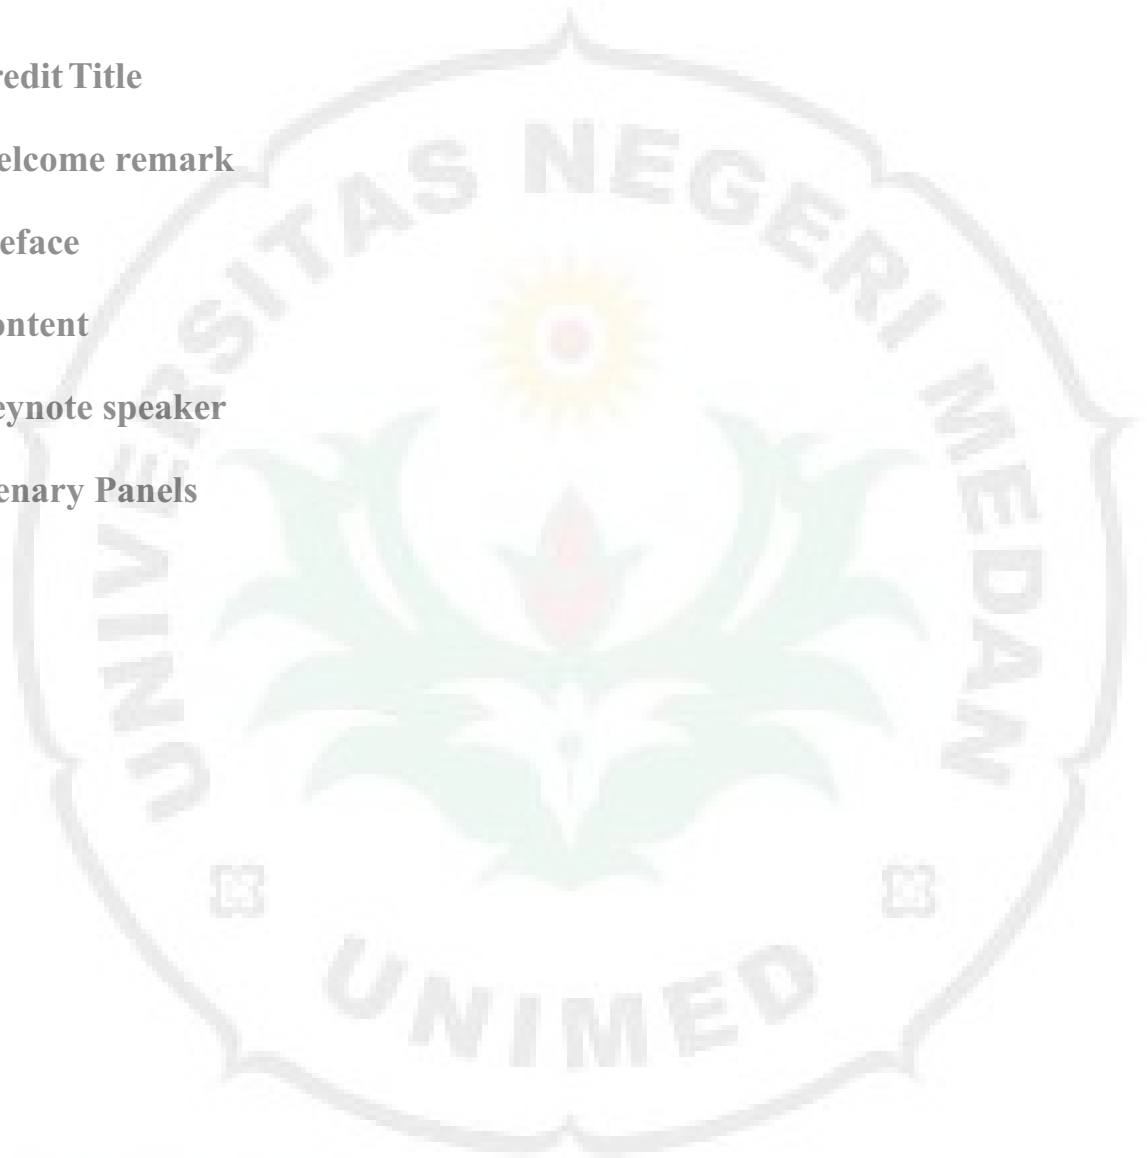 redit Title
elcome remark
eface
ontent
eynote speaker
enary Panels
UNIVERSITAS NEGERI MEDAN
UNIMED